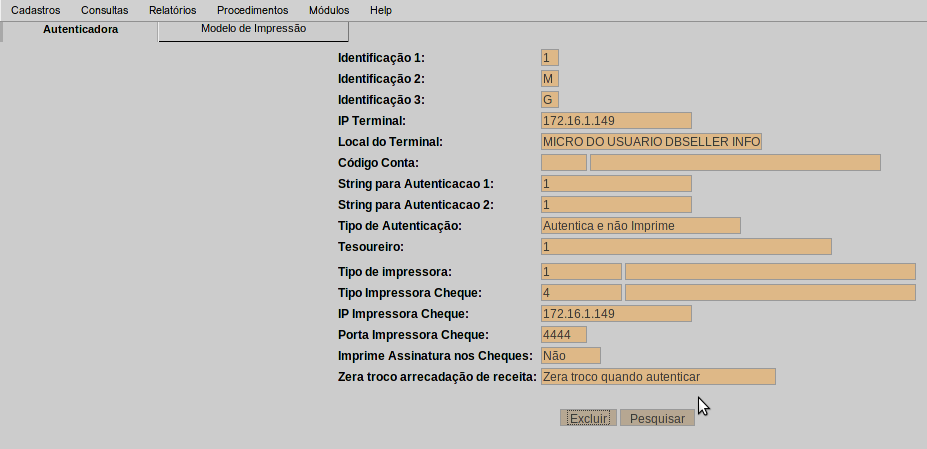 Cadastros Consultas Relatórios Procedimentos Módulos Help
Autenticadora Modelo de Impressão
Identificação 1: 1
Identificação 2: M
Identificação 3: G
IP Terminal: 172.16.1.149
Local do Terminal: MICRO DO USUARIO DBSELLER INFO
Código Conta:
String para Autenticacao 1: 1
String para Autenticacao 2: 1
Tipo de Autenticação: Autentica e não Imprime
Tesoureiro: 1
Tipo de impressora: 1
Tipo Impressora Cheque: 4
IP Impressora Cheque: 172.16.1.149
Porta Impressora Cheque: 4444
Imprime Assinatura nos Cheques: Não
Zera troco arrecadação de receita: Zera troco quando autenticar
Excluir Pesquisar